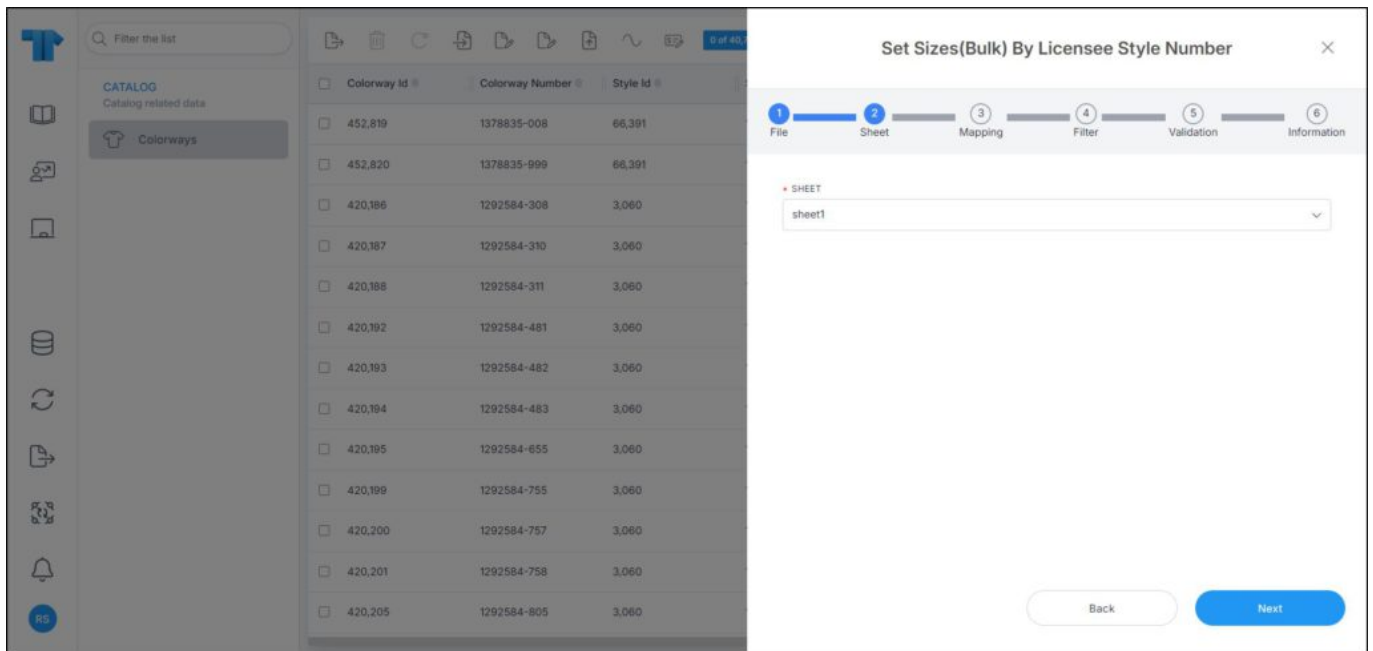 Filter the list
CATALOG
Catalog related data
Colorways
0 of 40,7
Colorway Id
Colorway Number
Style Id
452,819 1378835-008 66,391
452,820 1378835-999 66,391
420,186 1292584-308 3,060
420,187 1292584-310 3,060
420,188 1292584-311 3,060
420,192 1292584-481 3,060
420,193 1292584-482 3,060
420,194 1292584-483 3,060
420,195 1292584-655 3,060
420,199 1292584-755 3,060
420,200 1292584-757 3,060
420,201 1292584-758 3,060
420,205 1292584-805 3,060
RS
Set Sizes(Bulk) By Licensee Style Number
1 2 3 4 5 6
File Sheet Mapping Filter Validation Information
* SHEET
sheet1
Back Next